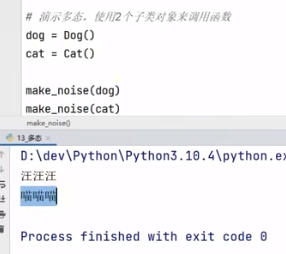 # 演示多态，使用2个子类对象来调用函数
dog = Dog()
cat = Cat()
make_noise(dog)
make_noise(cat)
make_noise()
13_多态
D:\dev\Python\Python3.10.4\python.ex
汪汪汪
喵喵喵
Process finished with exit code 0